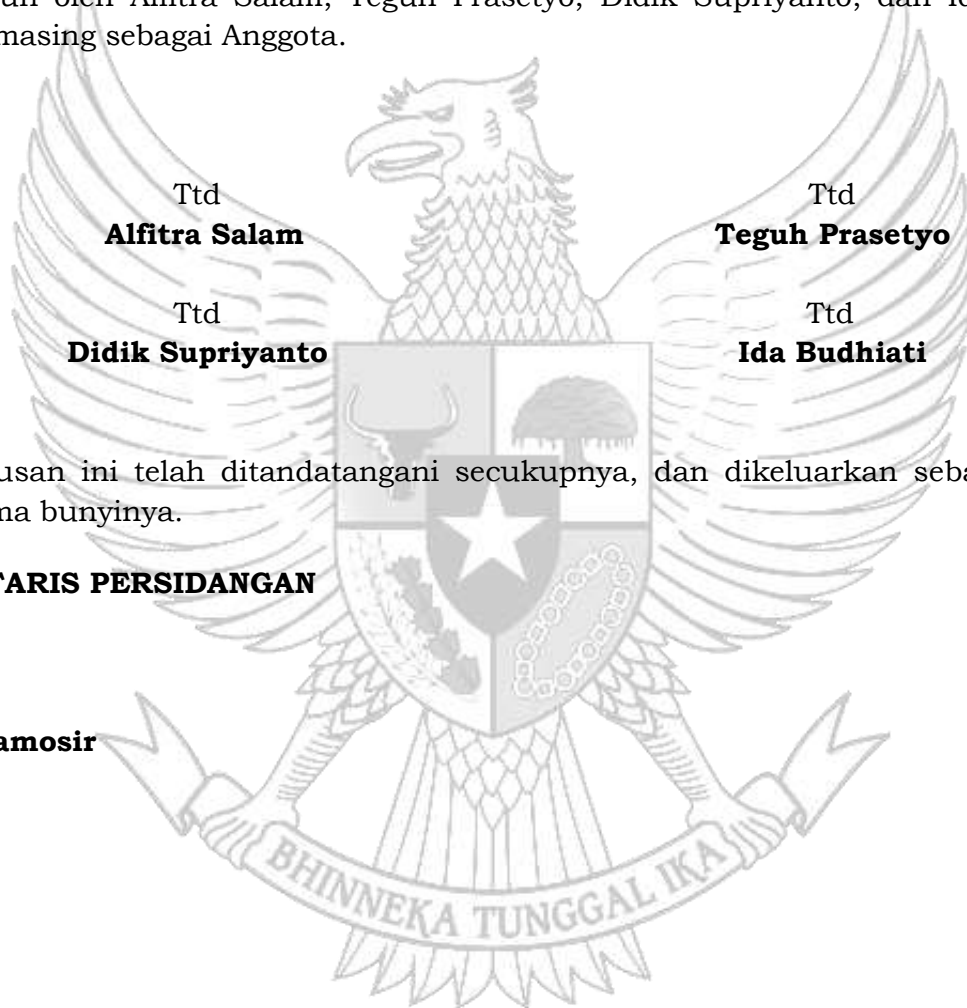 oleh Alfitra Salam, Teguh Prasetyo, Didik Supriyanto, dan
masing sebagai Anggota.
Ttd Ttd
Alfitra Salam Teguh Prasetyo
Ttd Ttd
Didik Supriyanto Ida Budhiati
usan ini telah ditandatangani secukupnya, dan dikeluarkan seba
ma bunyinya.
TARIS PERSIDANGAN
amosir
BHINNEKA TUNGGAL IKA